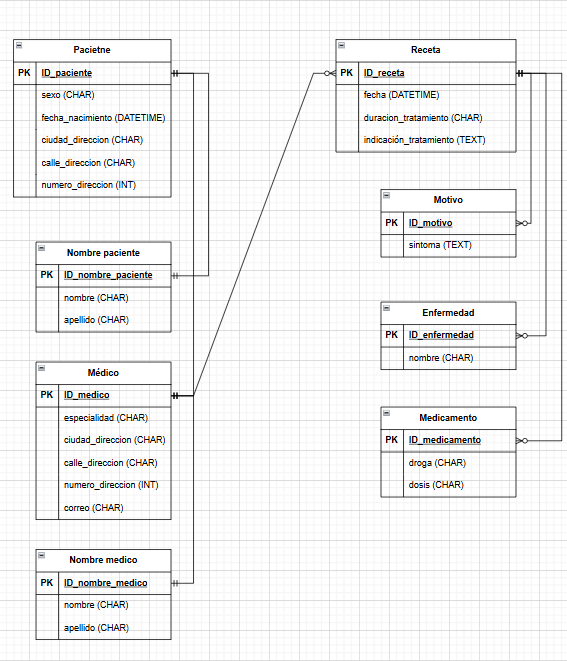 Pacietne
PK ID_paciente
sexo (CHAR)
fecha_nacimiento (DATETIME)
ciudad_direccion (CHAR)
calle_direccion (CHAR)
numero_direccion (INT)
Nombre paciente
PK ID_nombre_paciente
nombre (CHAR)
apellido (CHAR)
Médico
PK ID_medico
especialidad (CHAR)
ciudad_direccion (CHAR)
calle_direccion (CHAR)
numero_direccion (INT)
correo (CHAR)
Nombre medico
PK ID_nombre_medico
nombre (CHAR)
apellido (CHAR)
Receta
PK ID_receta
fecha (DATETIME)
duracion_tratamiento (CHAR)
indicación_tratamiento (TEXT)
Motivo
PK ID_motivo
sintoma (TEXT)
Enfermedad
PK ID_enfermedad
nombre (CHAR)
Medicamento
PK ID_medicamento
droga (CHAR)
dosis (CHAR)